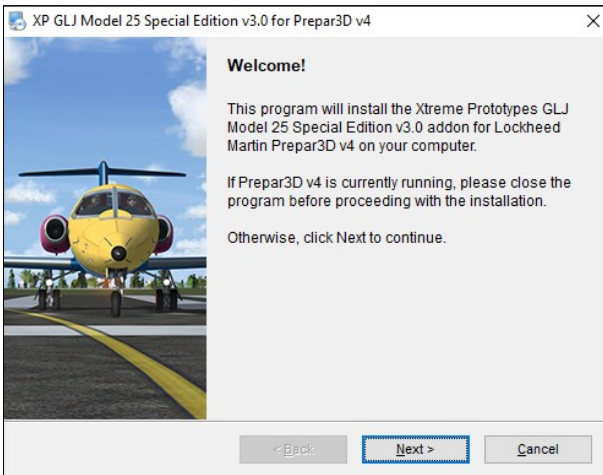 XP GLJ Model 25 Special Edition v3.0 for Prepar3D v4
Welcome!
This program will install the Xtreme Prototypes GLJ
Model 25 Special Edition v3.0 addon for Lockheed
Martin Prepar3D v4 on your computer.
If Prepar3D v4 is currently running, please close the
program before proceeding with the installation.
Otherwise, click Next to continue.
< Back
Next >
Cancel